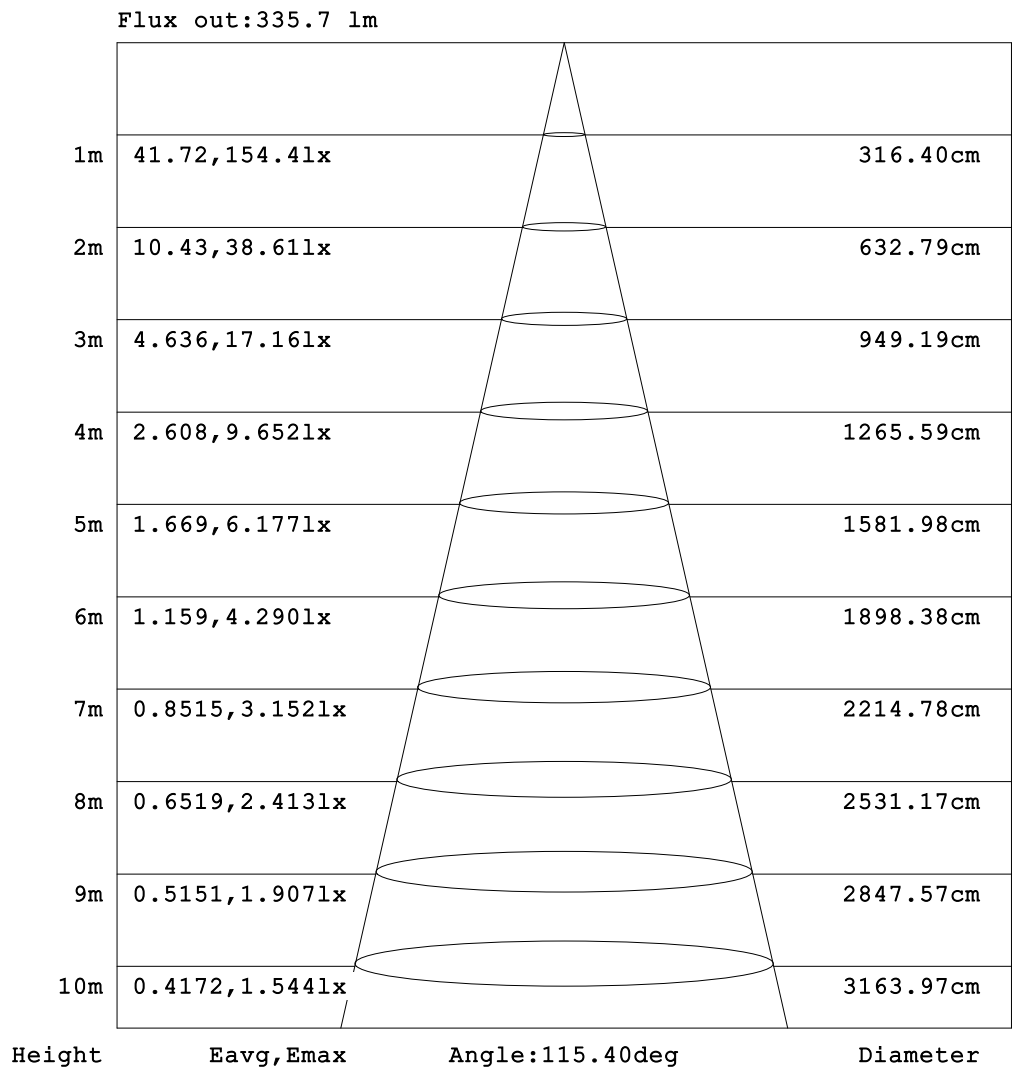 Flux out:335.7 lm
1m 41.72,154.4lx 316.40cm
2m 10.43,38.61lx 632.79cm
3m 4.636,17.16lx 949.19cm
4m 2.608,9.652lx 1265.59cm
5m 1.669,6.177lx 1581.98cm
6m 1.159,4.290lx 1898.38cm
7m 0.8515,3.152lx 2214.78cm
8m 0.6519,2.413lx 2531.17cm
9m 0.5151,1.907lx 2847.57cm
10m 0.4172,1.544lx 3163.97cm
Height Eavg,Emax Angle:115.40deg Diameter